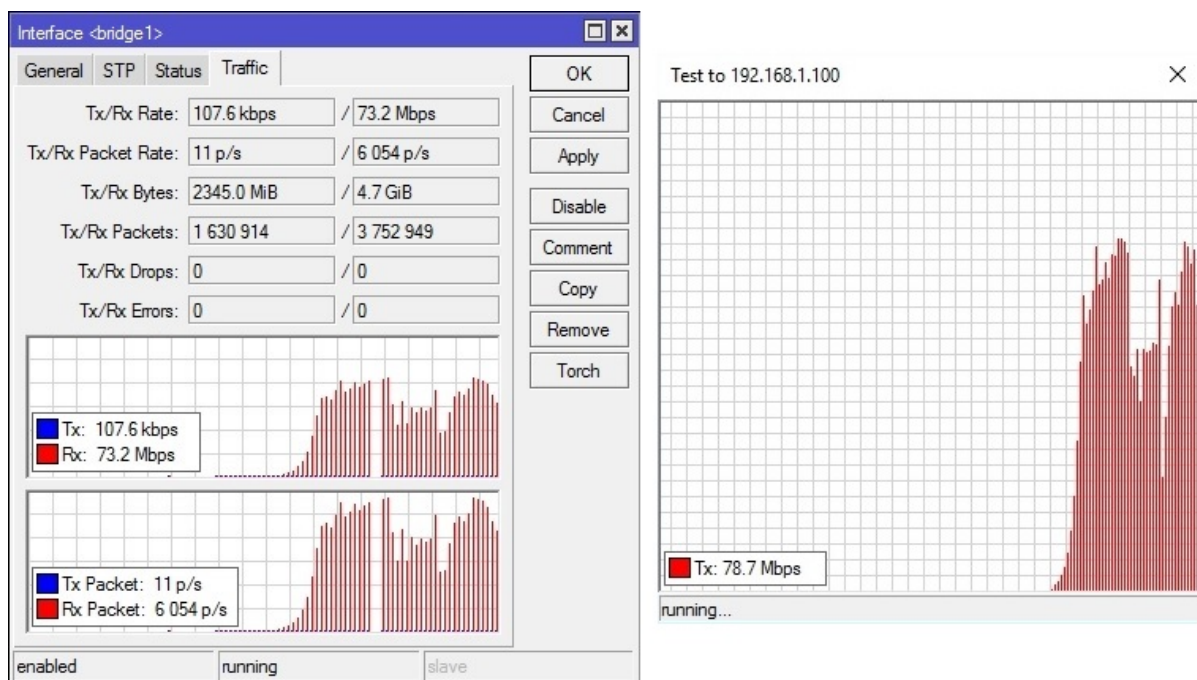 Interface <bridge1>
General STP Status Traffic
Tx/Rx Rate: 107.6 kbps / 73.2 Mbps
Tx/Rx Packet Rate: 11 p/s / 6 054 p/s
Tx/Rx Bytes: 2345.0 MiB / 4.7 GiB
Tx/Rx Packets: 1 630 914 / 3 752 949
Tx/Rx Drops: 0 / 0
Tx/Rx Errors: 0 / 0
Tx: 107.6 kbps
Rx: 73.2 Mbps
Tx Packet: 11 p/s
Rx Packet: 6 054 p/s
enabled running slave
OK
Cancel
Apply
Disable
Comment
Copy
Remove
Torch
Test to 192.168.1.100
Tx: 78.7 Mbps
running...